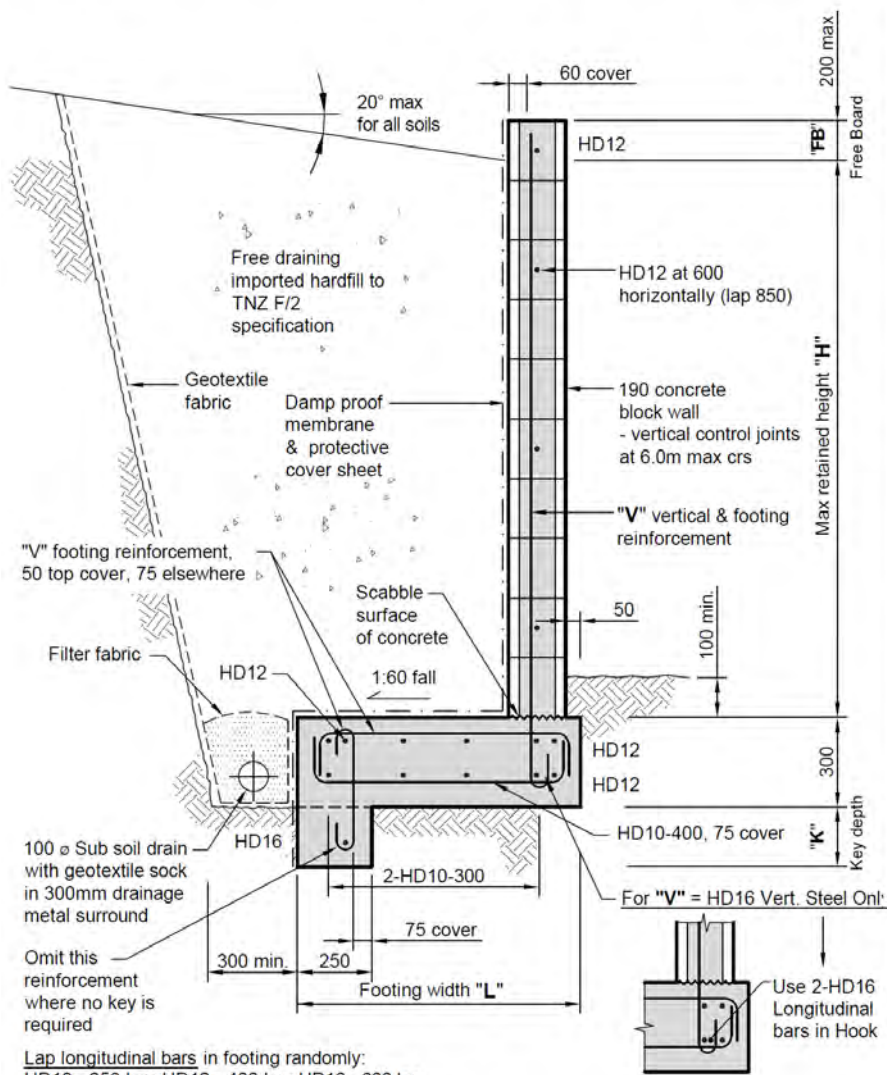 60 cover
200 max
20° max
for all soils
HD12
"FB"
Free Board
Free draining
imported hardfill to
TNZ F/2
specification
HD12 at 600
horizontally (lap 850)
Geotextile
fabric
Damp proof
membrane
& protective
cover sheet
190 concrete
block wall
- vertical control joints
at 6.0m max crs
Max retained height "H"
"V" vertical & footing
reinforcement
"V" footing reinforcement,
50 top cover, 75 elsewhere
Scabble
surface
of concrete
50
100 min.
Filter fabric
HD12
1:60 fall
HD12
HD12
300
HD16
HD10-400, 75 cover
"K"
Key depth
100 ø Sub soil drain
with geotextile sock
in 300mm drainage
metal surround
2-HD10-300
For "V" = HD16 Vert. Steel Only
75 cover
Omit this
reinforcement
where no key is
required
300 min.
250
Footing width "L"
Use 2-HD16
Longitudinal
bars in Hook
Lap longitudinal bars in footing randomly: